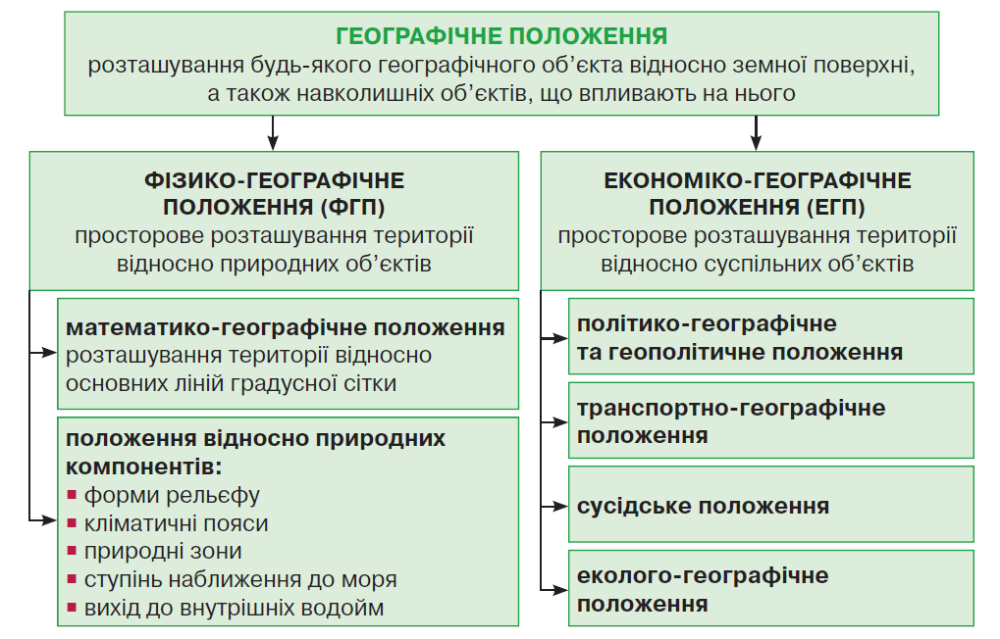 ГЕОГРАФІЧНЕ ПОЛОЖЕННЯ
розташування будь-якого географічного об’єкта відносно земної поверхні,
а також навколишніх об’єктів, що впливають на нього
ФІЗИКО-ГЕОГРАФІЧНЕ
ПОЛОЖЕННЯ (ФГП)
просторове розташування території
відносно природних об’єктів
математико-географічне положення
розташування території відносно
основних ліній градусної сітки
положення відносно природних
компонентів:
▪ форми рельєфу
▪ кліматичні пояси
▪ природні зони
▪ ступінь наближення до моря
▪ вихід до внутрішніх водойм
ЕКОНОМІКО-ГЕОГРАФІЧНЕ
ПОЛОЖЕННЯ (ЕГП)
просторове розташування території
відносно суспільних об’єктів
політико-географічне
та геополітичне положення
транспортно-географічне
положення
сусідське положення
еколого-географічне
положення